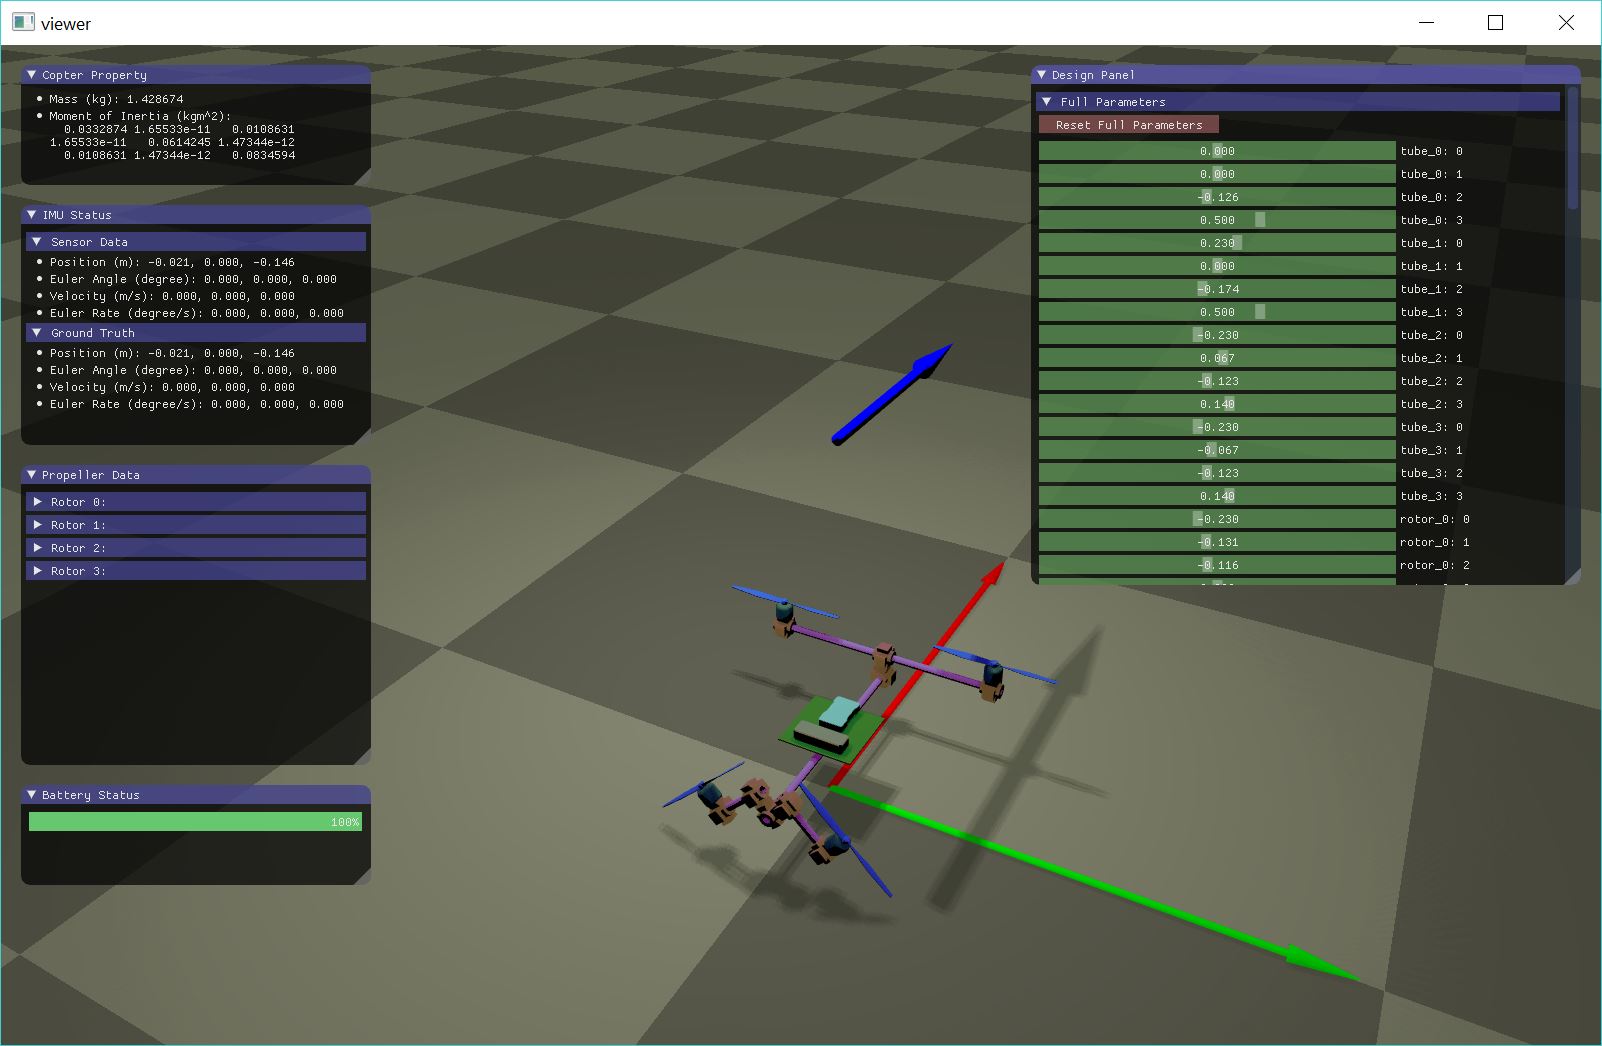 viewer
Copter Property
Mass (kg): 1.428674
Moment of Inertia (kgm^2):
0.0332874 1.65533e-11 0.0108631
1.65533e-11 0.0614245 1.47344e-12
0.0108631 1.47344e-12 0.0834594
IMU Status
Sensor Data
Position (m): -0.021, 0.000, -0.146
Euler Angle (degree): 0.000, 0.000, 0.000
Velocity (m/s): 0.000, 0.000, 0.000
Euler Rate (degree/s): 0.000, 0.000, 0.000
Ground Truth
Position (m): -0.021, 0.000, -0.146
Euler Angle (degree): 0.000, 0.000, 0.000
Velocity (m/s): 0.000, 0.000, 0.000
Euler Rate (degree/s): 0.000, 0.000, 0.000
Propeller Data
Rotor 0:
Rotor 1:
Rotor 2:
Rotor 3:
Battery Status
100%
Design Panel
Full Parameters
Reset Full Parameters
0.000 tube_0: 0
0.000 tube_0: 1
-0.126 tube_0: 2
0.500 tube_0: 3
0.230 tube_1: 0
0.000 tube_1: 1
-0.174 tube_1: 2
0.500 tube_1: 3
-0.230 tube_2: 0
0.067 tube_2: 1
-0.123 tube_2: 2
0.140 tube_2: 3
-0.230 tube_3: 0
-0.067 tube_3: 1
-0.123 tube_3: 2
0.140 tube_3: 3
-0.230 rotor_0: 0
-0.131 rotor_0: 1
-0.116 rotor_0: 2